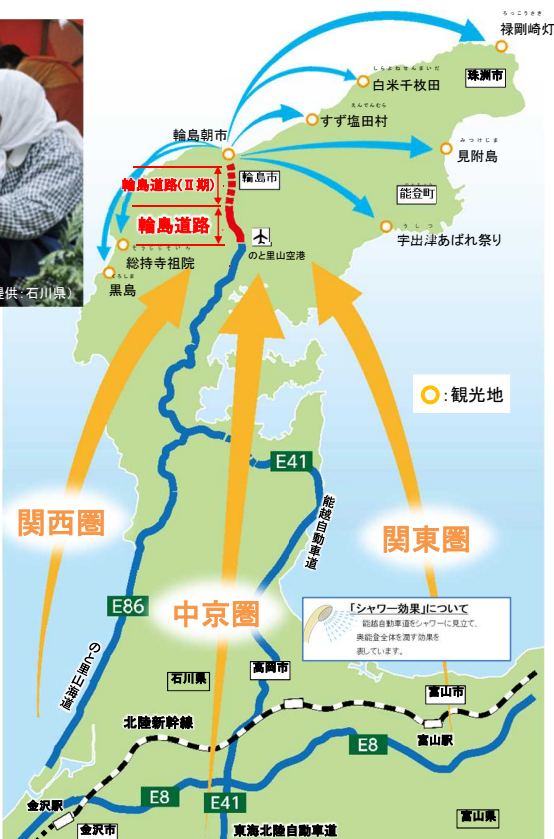 ろっこうさき
禄剛崎灯
しらよねせんまいだ
白米千枚田
珠洲市
えんでんむら
すず塩田村
輪島朝市
みつけじま
見附島
輪島道路(Ⅱ期)
輪島市
能登町
輪島道路
うしつ
宇出津あばれ祭り
そうじじそいん
総持寺祖院
のと里山空港
くろしま
黒島
提供:石川県)
:観光地
E41
能越自動車道
関西圏
関東圏
中京圏
E86
「シャワー効果」について
能越自動車道をシャワーに見立て、
奥能登全体を潤す効果を
表しています。
のと里山海道
石川県
高岡市
富山市
北陸新幹線
富山駅
E8
金沢駅
E8
E41
金沢市
東海北陸自動車道
富山県